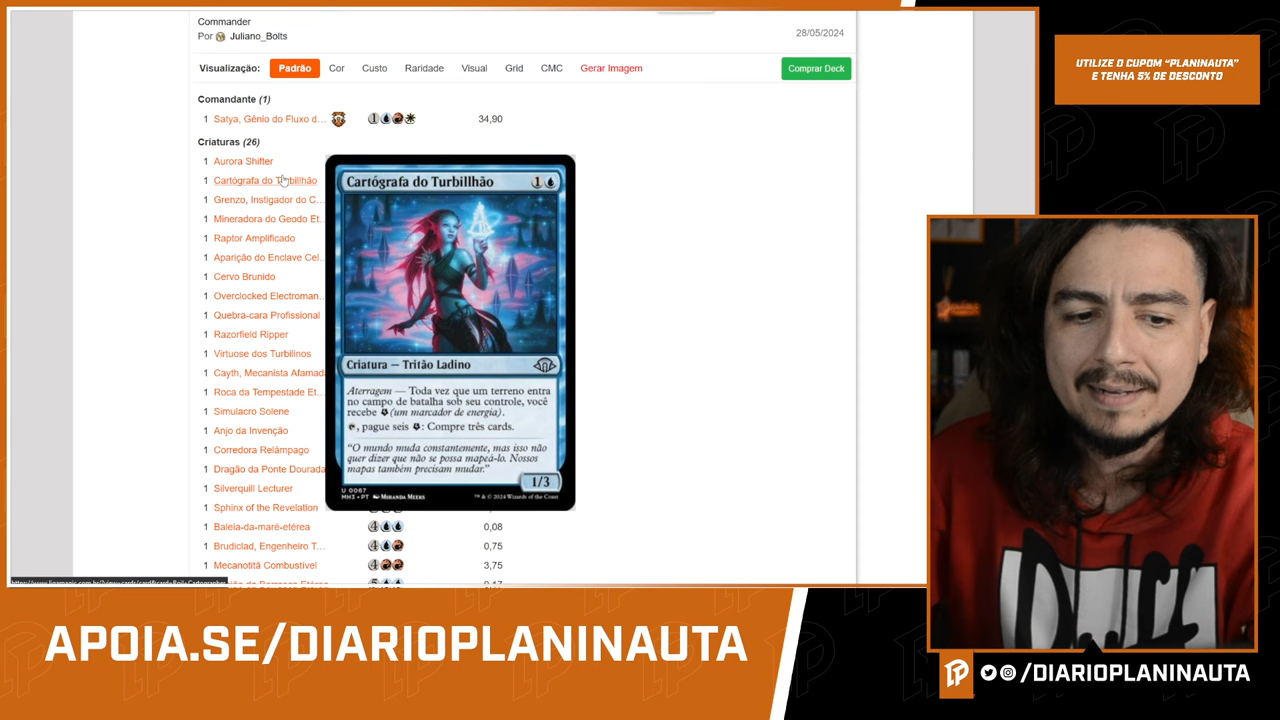 Commander
Por Juliano_Bolts
28/05/2024
Visualização: Padrão Cor Custo Raridade Visual Grid CMC Gerar Imagem Comprar Deck
Comandante (1)
1 Satya, Gênio do Fluxo d... 34,90
Criaturas (26)
1 Aurora Shifter
1 Cartógrafa do Turbilhão
1 Grenzo, Instigador do C...
1 Mineradora do Geodo Et...
1 Raptor Amplificado
1 Aparição do Enclave Cel...
1 Cervo Brunido
1 Overclocked Electroman...
1 Quebra-cara Profissional
1 Razorfield Ripper
1 Virtuose dos Turbilinos
1 Cayth, Mecanista Afamada
1 Roca da Tempestade Et...
1 Simulacro Solene
1 Anjo da Invenção
1 Corredora Relâmpago
1 Dragão da Ponte Dourada
1 Silverquill Lecturer
1 Sphinx of the Revelation
1 Baleia-da-maré-etérea 0,08
1 Brudiclad, Engenheiro T... 0,75
1 Mecanotitã Combustível 3,75
Cartógrafa do Turbillhão
Criatura — Tritão Ladino
Aterragem — Toda vez que um terreno entra
no campo de batalha sob seu controle, você
recebe (um marcador de energia).
, pague seis : Compre três cards.
"O mundo muda constantemente, mas isso não
quer dizer que não se possa mapeá-lo. Nossos
mapas também precisam mudar."
1/3
U 0067
MH3 • PT MIRANDA MEEKS
™ & © 2024 Wizards of the Coast
UTILIZE O CUPOM "PLANINAUTA"
E TENHA 5% DE DESCONTO
APOIA.SE/DIARIOPLANINAUTA
/DIARIOPLANINAUTA